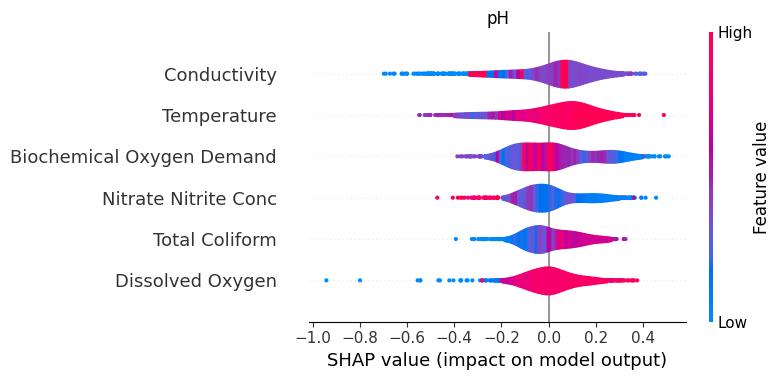 pH
High
Conductivity
Temperature
Biochemical Oxygen Demand
Nitrate Nitrite Conc
Total Coliform
Dissolved Oxygen
Feature value
Low
−1.0 −0.8 −0.6 −0.4 −0.2 0.0 0.2 0.4
SHAP value (impact on model output)